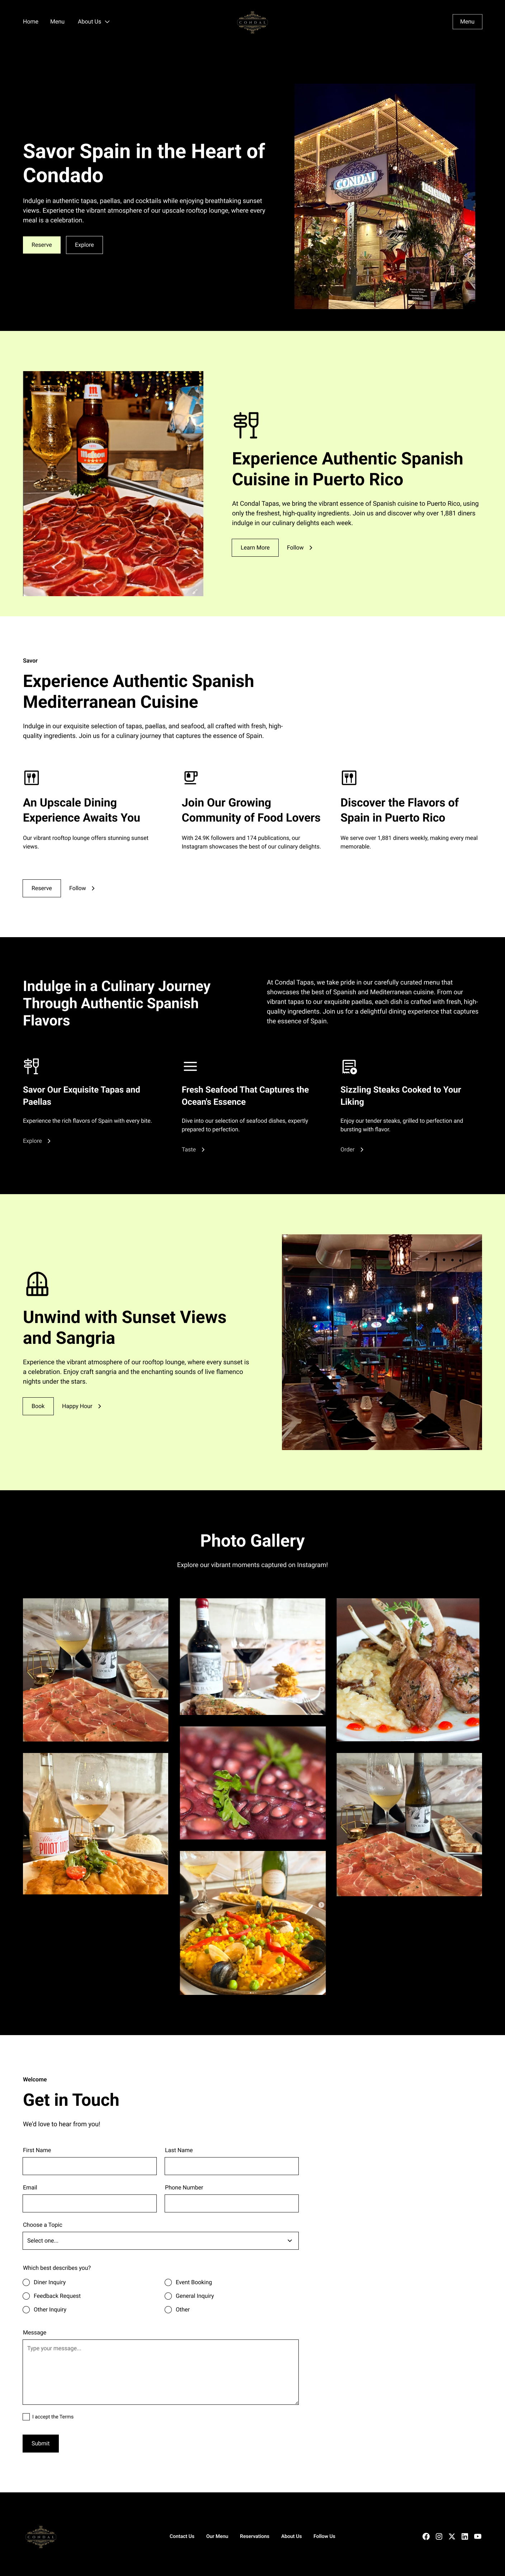 Home Menu About Us CONDAL Menu
Savor Spain in the Heart of
Condado
Indulge in authentic tapas, paellas, and cocktails while enjoying breathtaking sunset
views. Experience the vibrant atmosphere of our upscale rooftop lounge, where every
meal is a celebration.
Reserve Explore
CONDAL
Experience Authentic Spanish
Cuisine in Puerto Rico
At Condal Tapas, we bring the vibrant essence of Spanish cuisine to Puerto Rico, using
only the freshest, high-quality ingredients. Join us and discover why over 1,881 diners
indulge in our culinary delights each week.
Learn More Follow
Savor
Experience Authentic Spanish
Mediterranean Cuisine
Indulge in our exquisite selection of tapas, paellas, and seafood, all crafted with fresh, high-
quality ingredients. Join us for a culinary journey that captures the essence of Spain.
An Upscale Dining
Experience Awaits You
Our vibrant rooftop lounge offers stunning sunset
views.
Join Our Growing
Community of Food Lovers
With 24.9K followers and 174 publications, our
Instagram showcases the best of our culinary delights.
Discover the Flavors of
Spain in Puerto Rico
We serve over 1,881 diners weekly, making every meal
memorable.
Reserve Follow
Indulge in a Culinary Journey
Through Authentic Spanish
Flavors
At Condal Tapas, we take pride in our carefully curated menu that
showcases the best of Spanish and Mediterranean cuisine. From our
vibrant tapas to our exquisite paellas, each dish is crafted with fresh, high-
quality ingredients. Join us for a delightful dining experience that captures
the essence of Spain.
Savor Our Exquisite Tapas and
Paellas
Experience the rich flavors of Spain with every bite.
Explore
Fresh Seafood That Captures the
Ocean's Essence
Dive into our selection of seafood dishes, expertly
prepared to perfection.
Taste
Sizzling Steaks Cooked to Your
Liking
Enjoy our tender steaks, grilled to perfection and
bursting with flavor.
Order
Unwind with Sunset Views
and Sangria
Experience the vibrant atmosphere of our rooftop lounge, where every sunset is
a celebration. Enjoy craft sangria and the enchanting sounds of live flamenco
nights under the stars.
Book Happy Hour
Photo Gallery
Explore our vibrant moments captured on Instagram!
PINOT
Welcome
Get in Touch
We'd love to hear from you!
First Name Last Name
Email Phone Number
Choose a Topic
Select one...
Which best describes you?
Diner Inquiry Event Booking
Feedback Request General Inquiry
Other Inquiry Other
Message
Type your message...
I accept the Terms
Submit
CONDAL Contact Us Our Menu Reservations About Us Follow Us